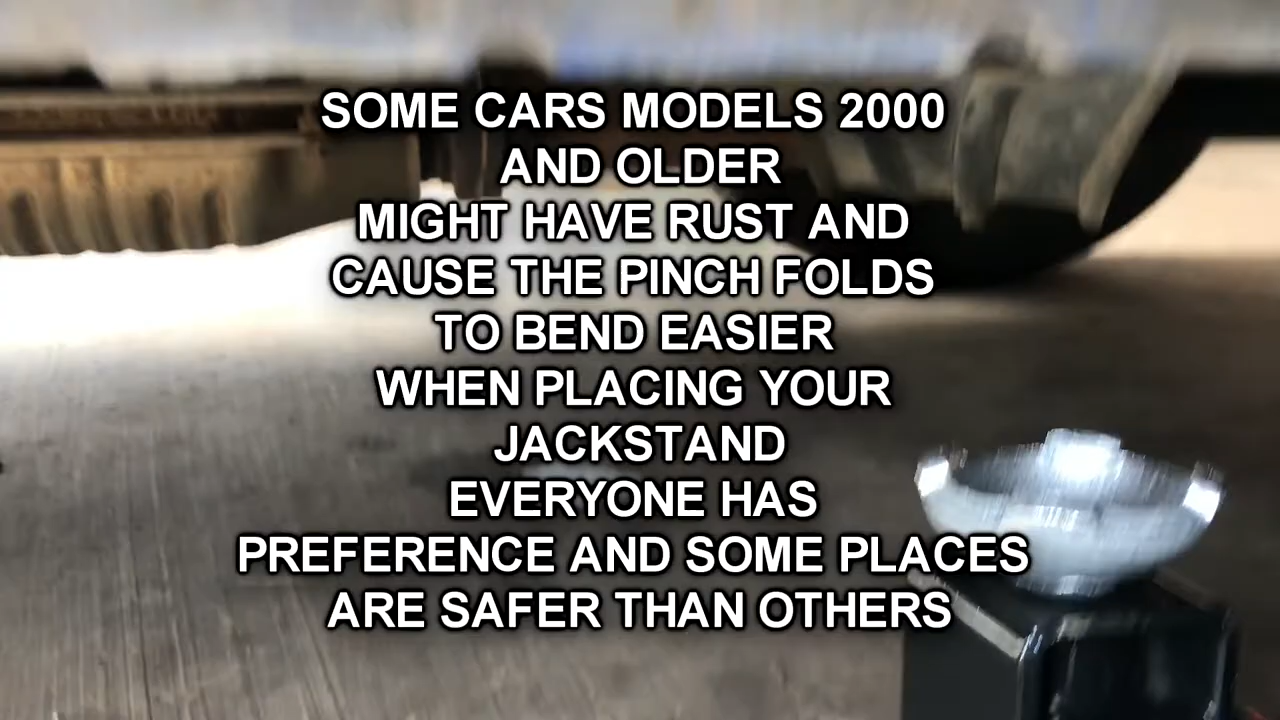 SOME CARS MODELS 2000
AND OLDER
MIGHT HAVE RUST AND
CAUSE THE PINCH FOLDS
TO BEND EASIER
WHEN PLACING YOUR
JACKSTAND
EVERYONE HAS
PREFERENCE AND SOME PLACES
ARE SAFER THAN OTHERS